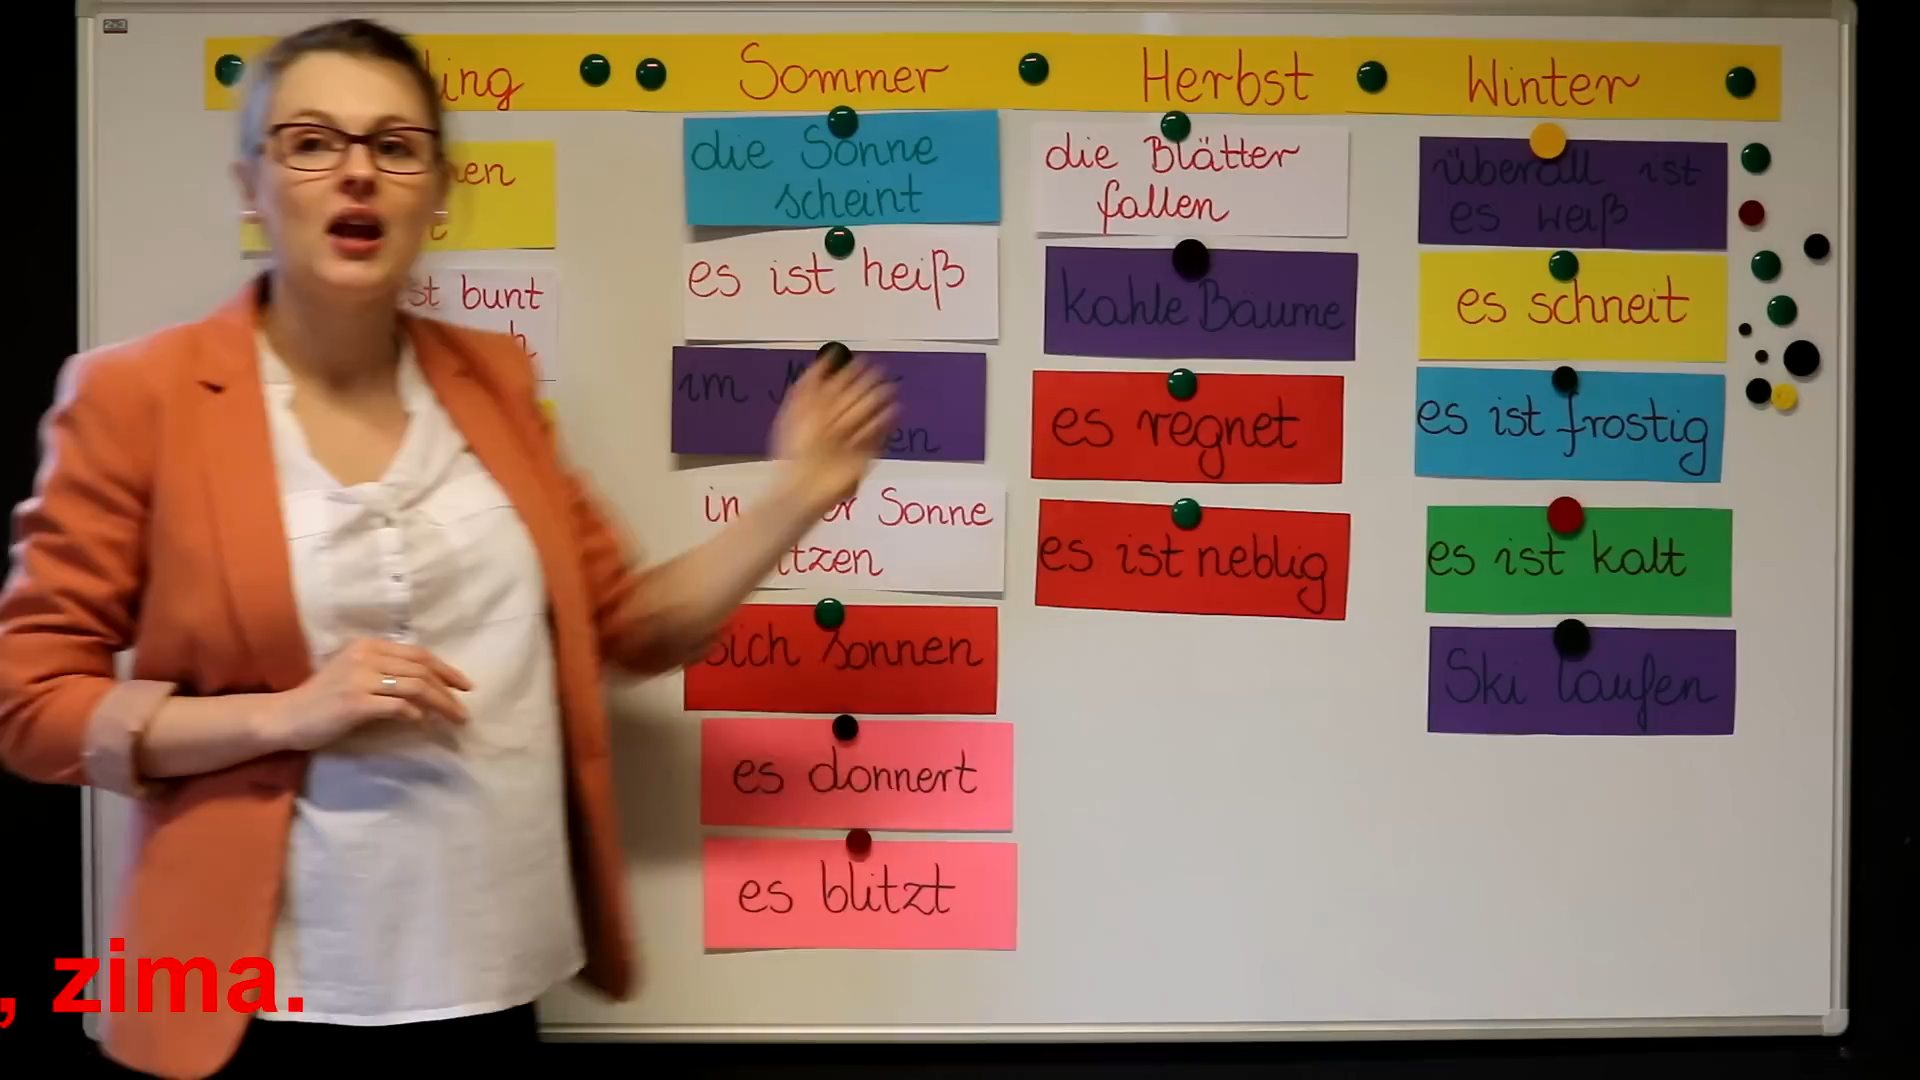 ling
Sommer
Herbst
Winter
en
st bunt
die Sonne
scheint
es ist heiß
im
en
in Sonne
tzen
sich sonnen
es donnert
es blitzt
die Blätter
fallen
kahle Bäume
es regnet
es ist neblig
überall ist
es weiß
es schneit
es ist frostig
es ist kalt
Ski laufen
, zima.